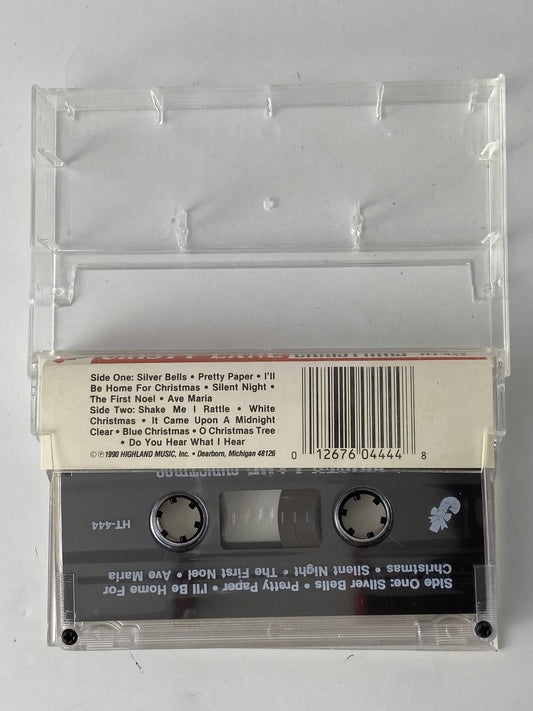 CHRISTMAS HT-444
Side One: Silver Bells • Pretty Paper • I'll
Be Home For Christmas • Silent Night •
The First Noel • Ave Maria
Side Two: Shake Me I Rattle • White
Christmas • It Came Upon A Midnight
Clear • Blue Christmas • O Christmas Tree
• Do You Hear What I Hear
©℗ 1990 HIGHLAND MUSIC, Inc. • Dearborn, Michigan 48126
0 12676 04444 8
HT-444
Side One: Silver Bells • Pretty Paper • I'll Be Home For
Christmas • Silent Night • The First Noel • Ave Maria